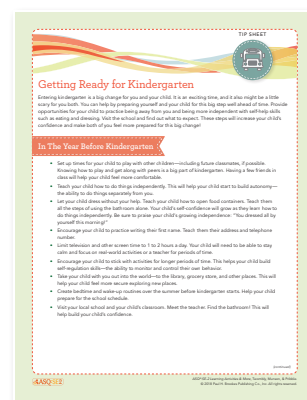 TIP SHEET
Getting Ready for Kindergarten
Entering kindergarten is a big change for you and your child. It is an exciting time, and it also might be a little
scary for you both. You can help by preparing yourself and your child for this big step well ahead of time. Provide
opportunities for your child to practice being away from you and being more independent with self-help skills
such as eating and dressing. Visit the school and find out what to expect. These steps will increase your child's
confidence and make both of you feel more prepared for this big change!
In The Year Before Kindergarten
• Set up times for your child to play with other children—including future classmates, if possible.
Knowing how to play and get along with peers is a big part of kindergarten. Having a few friends in
class will help your child feel more comfortable.
• Teach your child how to do things independently. This will help your child start to build autonomy—
the ability to do things separately from you.
• Let your child dress without your help. Teach your child how to open food containers. Teach them
all the steps of using the bathroom alone. Your child's self-confidence will grow as they learn how to
do things independently. Be sure to praise your child's growing independence: "You dressed all by
yourself this morning!"
• Encourage your child to practice writing their first name. Teach them their address and telephone
number.
• Limit television and other screen time to 1 to 2 hours a day. Your child will need to be able to stay
calm and focus on real-world activities or a teacher for periods of time.
• Encourage your child to stick with activities for longer periods of time. This helps your child build
self-regulation skills—the ability to monitor and control their own behavior.
• Take your child with you out into the world—to the library, grocery store, and other places. This will
help your child feel more secure exploring new places.
• Create bedtime and wake-up routines over the summer before kindergarten starts. Help your child
prepare for the school schedule.
• Visit your local school and your child's classroom. Meet the teacher. Find the bathroom! This will
help build your child's confidence.
(continued)
ASQ:SE2
ASQ:SE-2 Learning Activities & More, Twombly, Munson, & Pribble.
© 2018 Paul H. Brookes Publishing Co., Inc. All rights reserved.